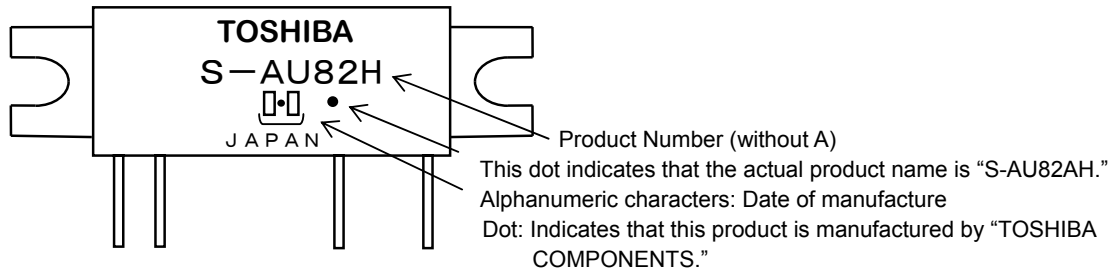 TOSHIBA
S-AU82H
▯•▯ •
JAPAN
Product Number (without A)
This dot indicates that the actual product name is “S-AU82AH.”
Alphanumeric characters: Date of manufacture
Dot: Indicates that this product is manufactured by “TOSHIBA
COMPONENTS.”